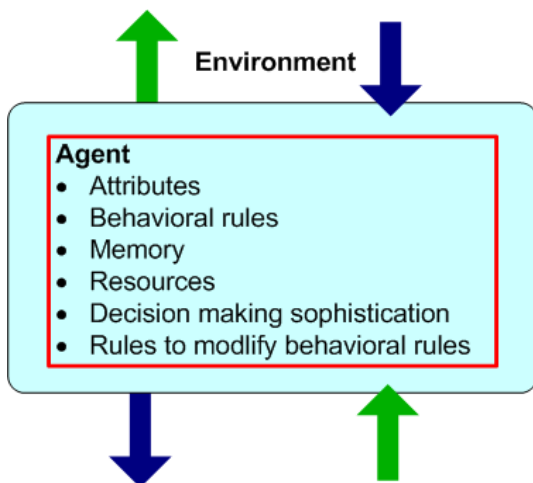 Environment
Agent
• Attributes
• Behavioral rules
• Memory
• Resources
• Decision making sophistication
• Rules to modlify behavioral rules